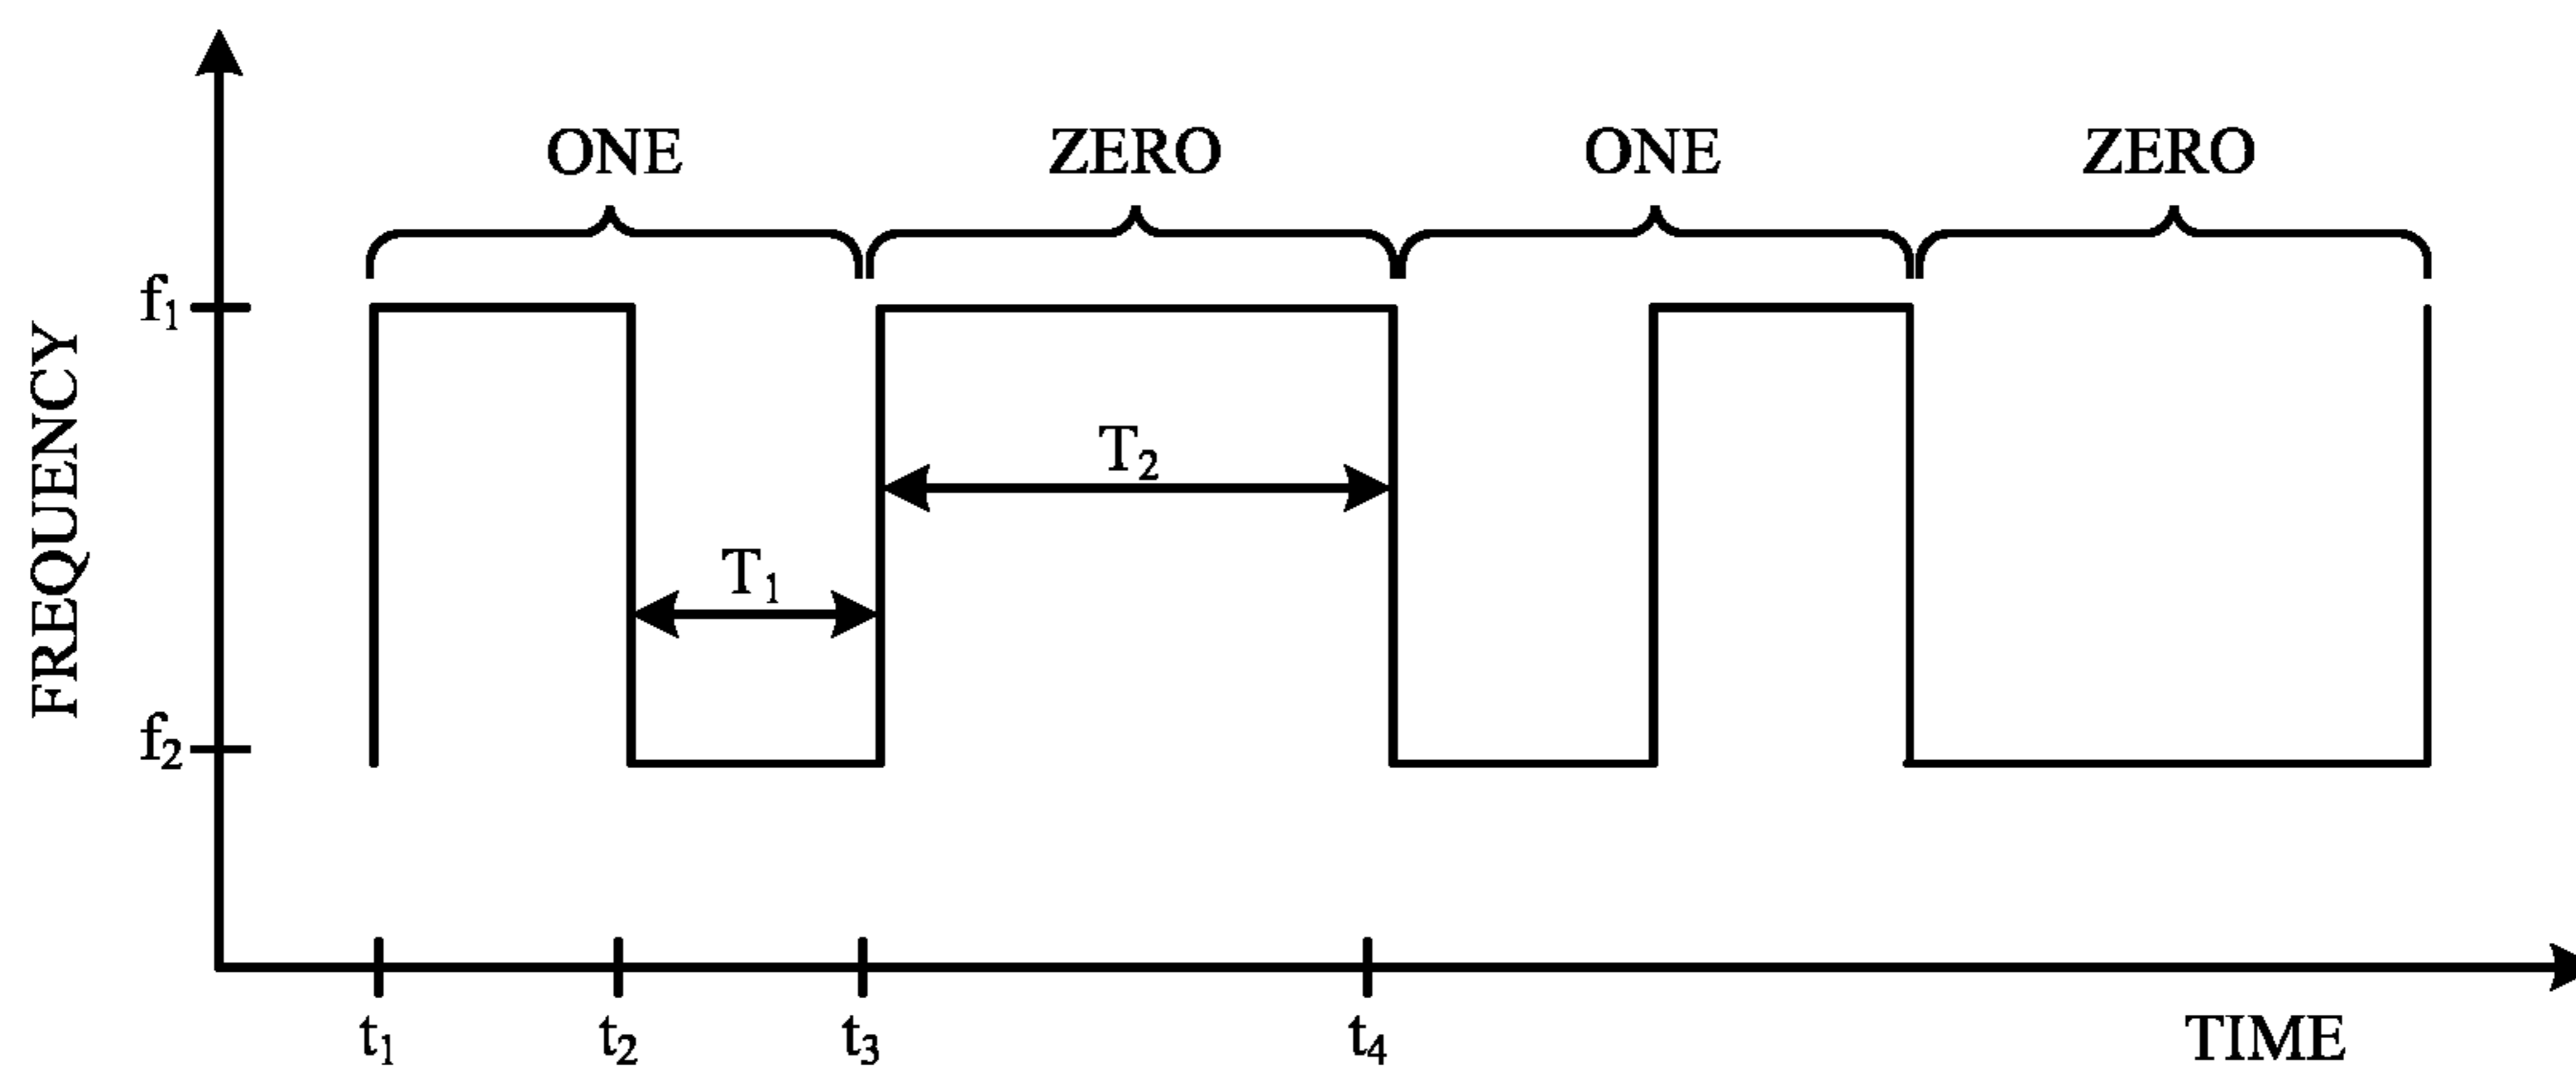 ONE ZERO ONE ZERO
f₁
FREQUENCY
T₂
T₁
f₂
t₁ t₂ t₃ t₄ TIME